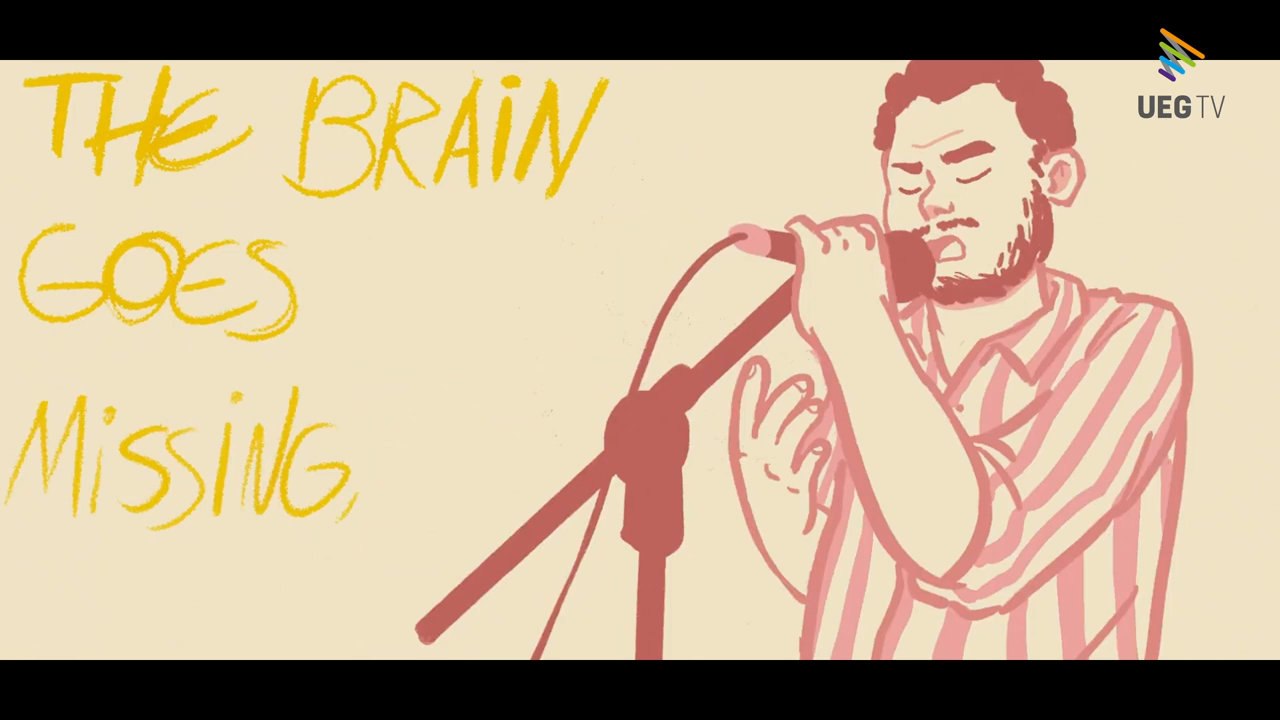 THE BRAIN
GOES
MiSSiNG,
UEG TV